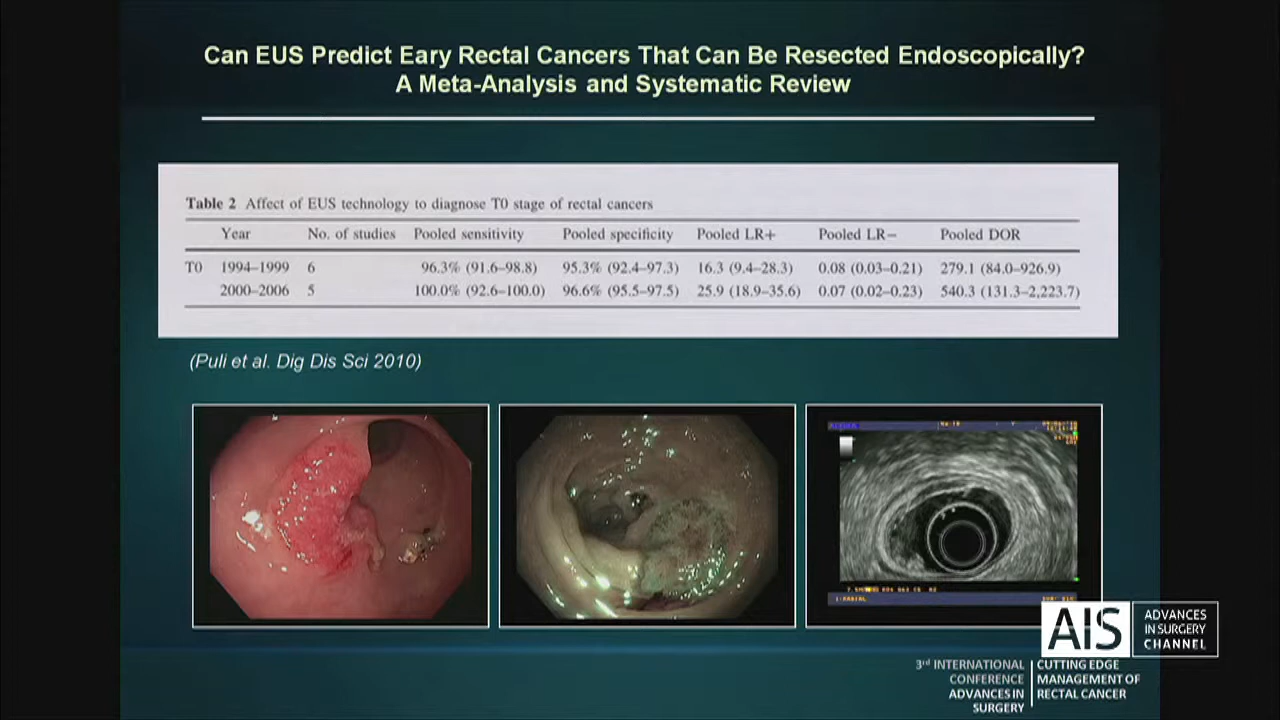 Can EUS Predict Eary Rectal Cancers That Can Be Resected Endoscopically?
A Meta-Analysis and Systematic Review
Table 2 Affect of EUS technology to diagnose T0 stage of rectal cancers
Year No. of studies Pooled sensitivity Pooled specificity Pooled LR+ Pooled LR− Pooled DOR
T0 1994–1999 6 96.3% (91.6–98.8) 95.3% (92.4–97.3) 16.3 (9.4–28.3) 0.08 (0.03–0.21) 279.1 (84.0–926.9)
2000–2006 5 100.0% (92.6–100.0) 96.6% (95.5–97.5) 25.9 (18.9–35.6) 0.07 (0.02–0.23) 540.3 (131.3–2,223.7)
(Puli et al. Dig Dis Sci 2010)
AIS
ADVANCES
IN SURGERY
CHANNEL
3rd INTERNATIONAL
CONFERENCE
ADVANCES IN
SURGERY
CUTTING EDGE
MANAGEMENT OF
RECTAL CANCER